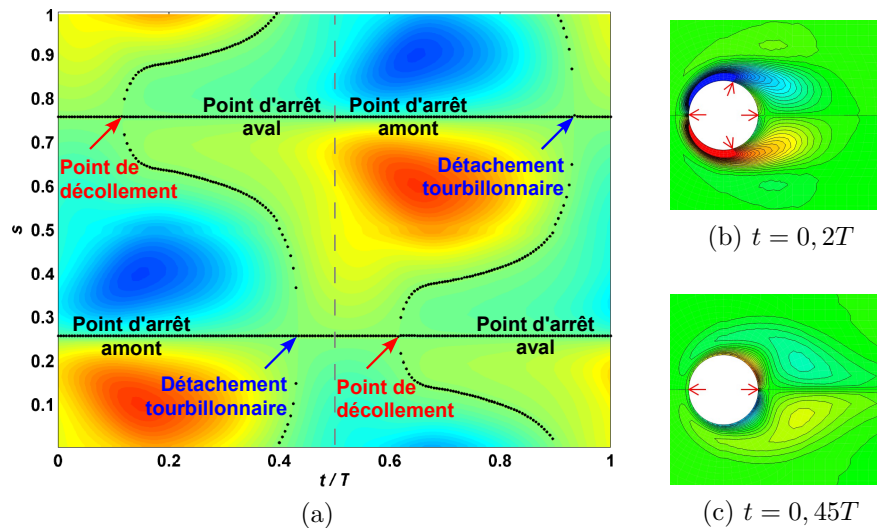 1
0.9
0.8
0.7
0.6
0.5
0.4
0.3
0.2
0.1
s
Point d'arrêt
aval
Point d'arrêt
amont
Point de
décollement
Détachement
tourbillonnaire
Point d'arrêt
amont
Point d'arrêt
aval
Détachement
tourbillonnaire
Point de
décollement
0
0.2
0.4
0.6
0.8
1
t / T
(a)
(b) t = 0, 2T
(c) t = 0, 45T